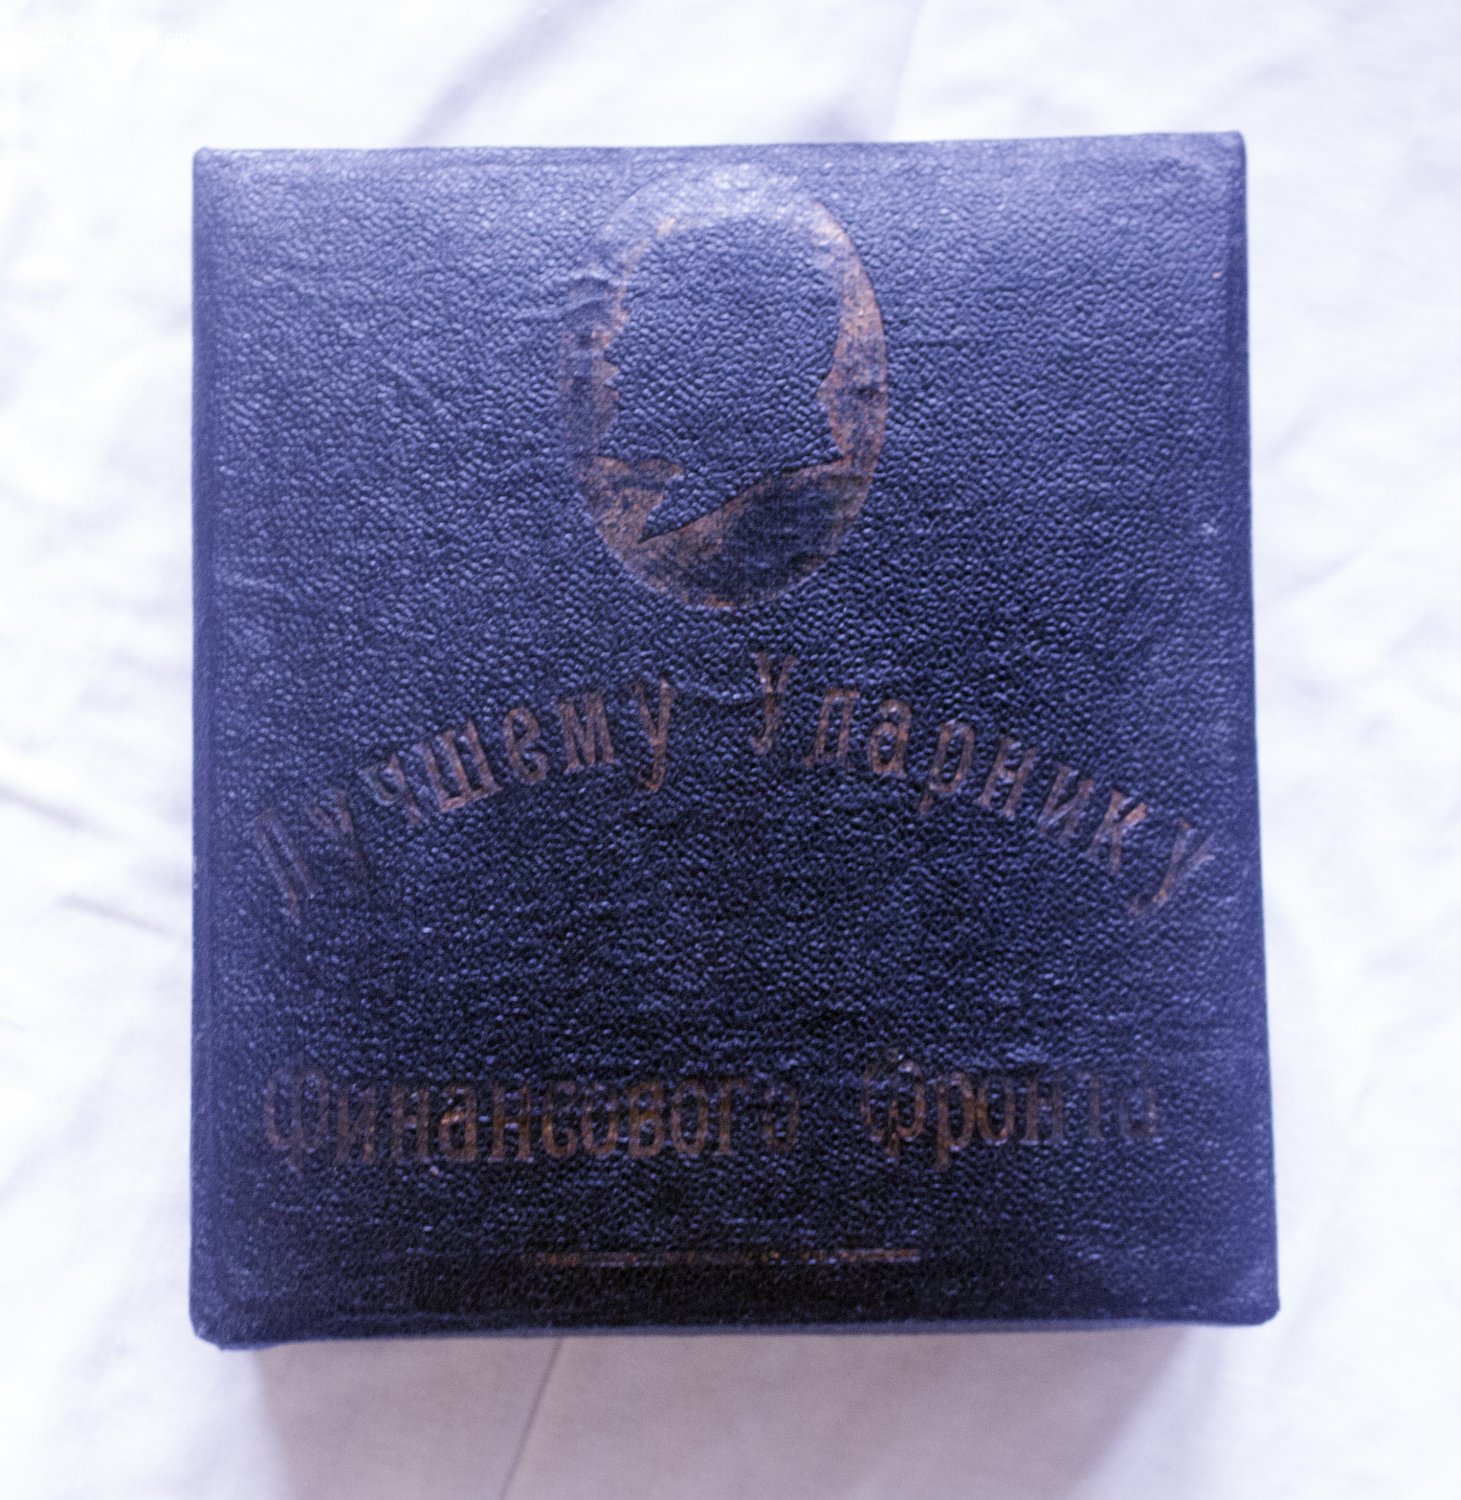 Лучшему Ударнику
Финансового Фронта